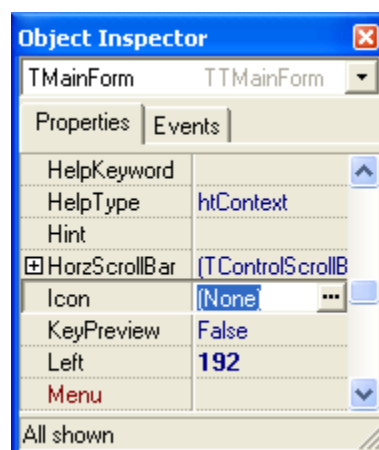 Object Inspector
TMainForm TTMainForm
Properties Events
HelpKeyword
HelpType htContext
Hint
HorzScrollBar (TControlScrollB
Icon (None) ...
KeyPreview False
Left 192
Menu
All shown